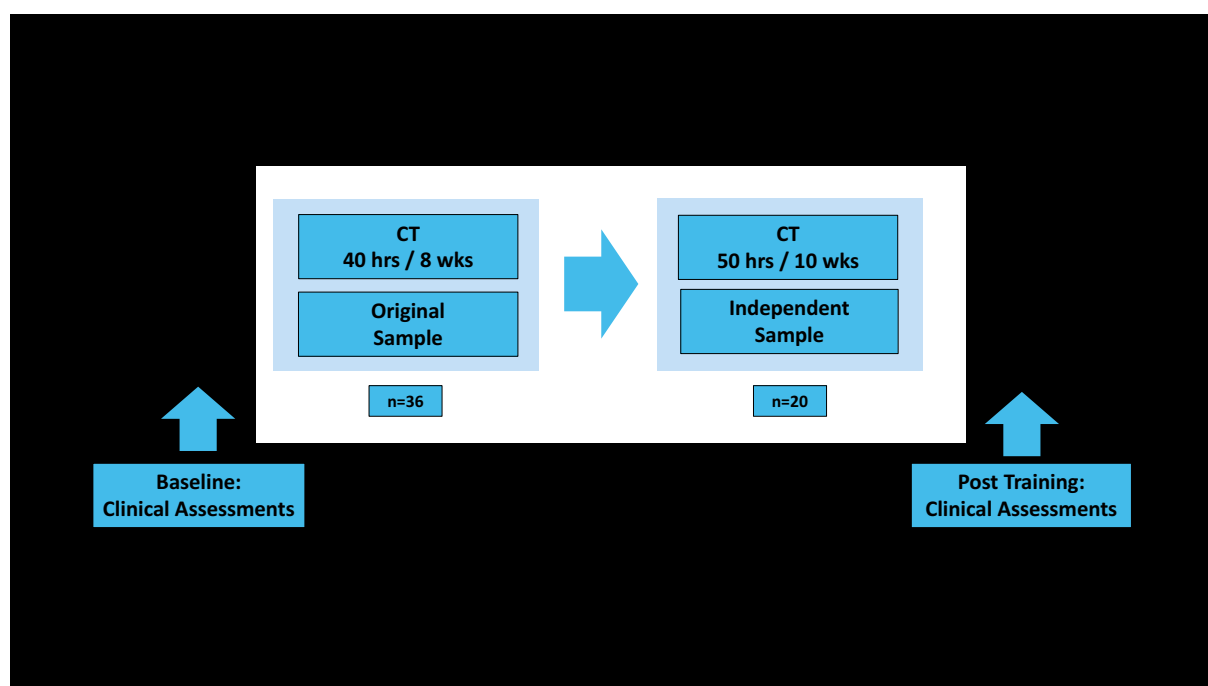 CT
40 hrs / 8 wks
Original
Sample
n=36
CT
50 hrs / 10 wks
Independent
Sample
n=20
Baseline:
Clinical Assessments
Post Training:
Clinical Assessments